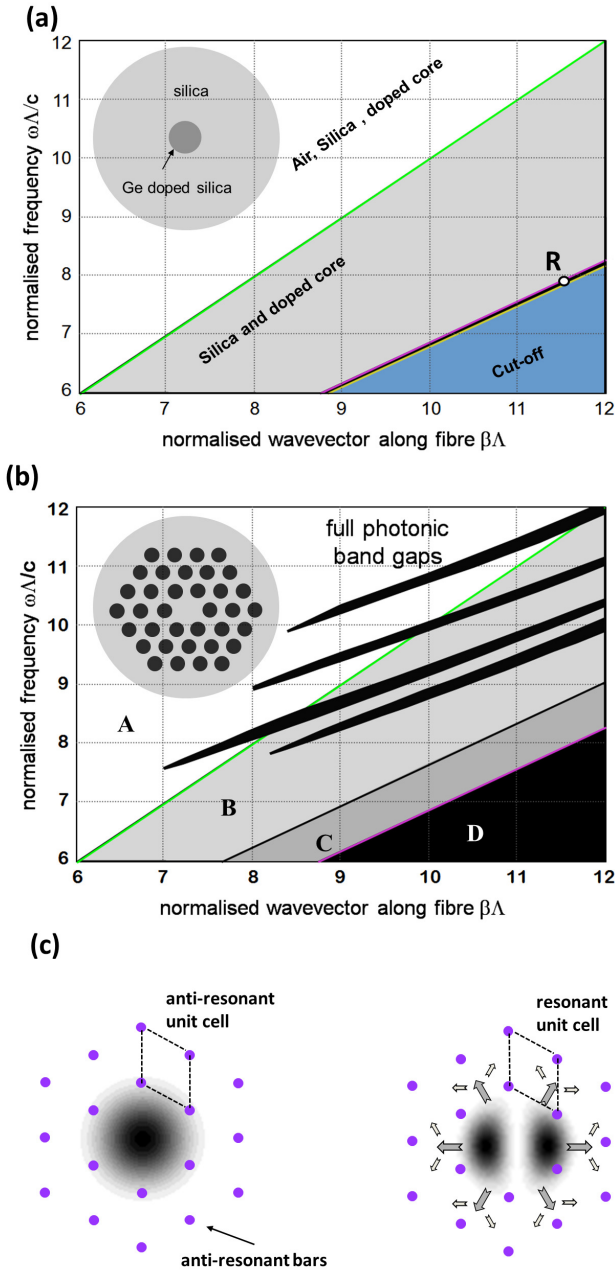 (a)
12
11
10
9
8
7
6
normalised frequency ωΛ/c
silica
Ge doped silica
Air, Silica , doped core
Silica and doped core
R
Cut-off
6 7 8 9 10 11 12
normalised wavevector along fibre βΛ
(b)
12
11
10
9
8
7
6
normalised frequency ωΛ/c
full photonic
band gaps
A
B
C
D
6 7 8 9 10 11 12
normalised wavevector along fibre βΛ
(c)
anti-resonant
unit cell
anti-resonant bars
resonant
unit cell